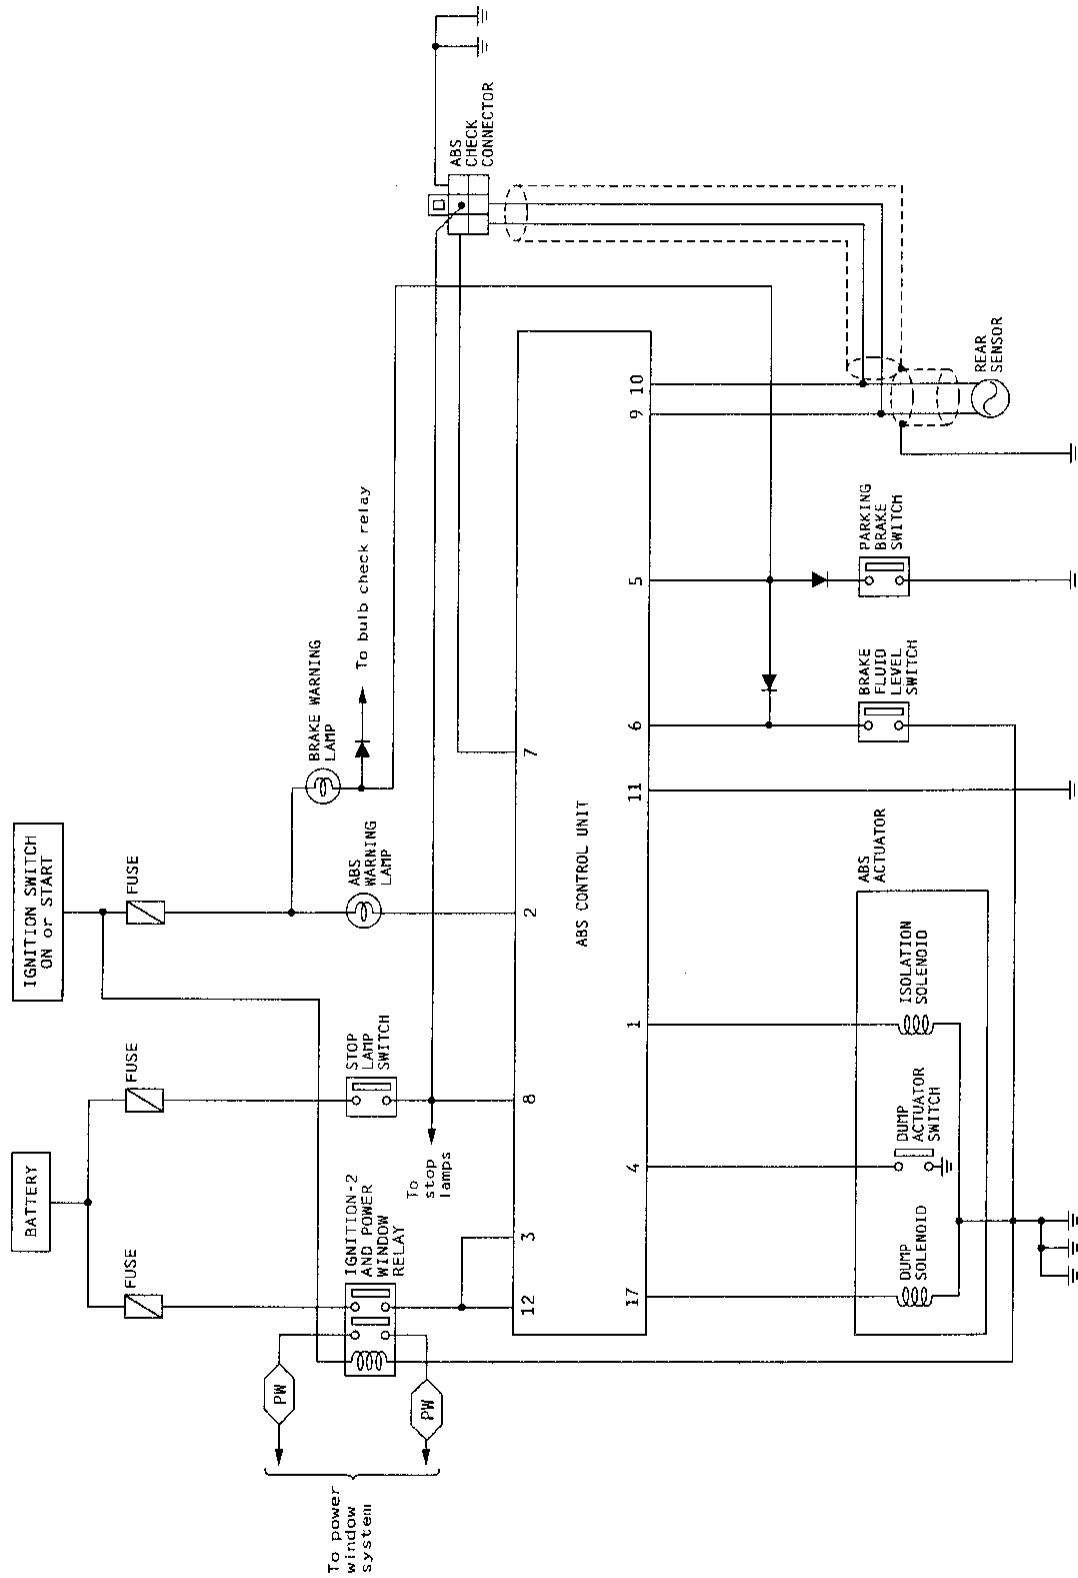 BATTERY
IGNITION SWITCH
ON or START
FUSE
FUSE
FUSE
IGNITION-2
AND POWER
WINDOW
RELAY
STOP
LAMP
SWITCH
ABS
WARNING
LAMP
BRAKE WARNING
LAMP
To bulb check relay
ABS
CHECK
CONNECTOR
PW
PW
To power
window
system
To
stop
lamps
12
3
8
2
7
ABS CONTROL UNIT
17
4
1
11
6
5
9
10
ABS
ACTUATOR
DUMP
SOLENOID
DUMP
ACTUATOR
SWITCH
ISOLATION
SOLENOID
BRAKE
FLUID
LEVEL
SWITCH
PARKING
BRAKE
SWITCH
REAR
SENSOR